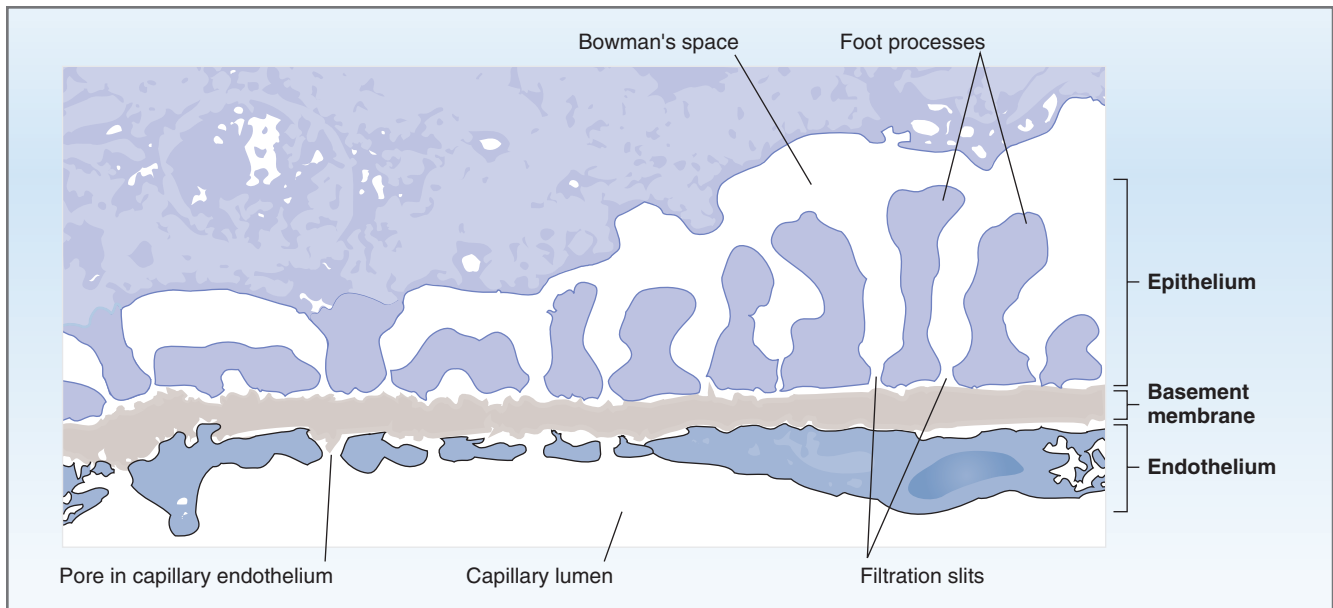 Bowman's space
Foot processes
Epithelium
Basement
membrane
Endothelium
Pore in capillary endothelium
Capillary lumen
Filtration slits